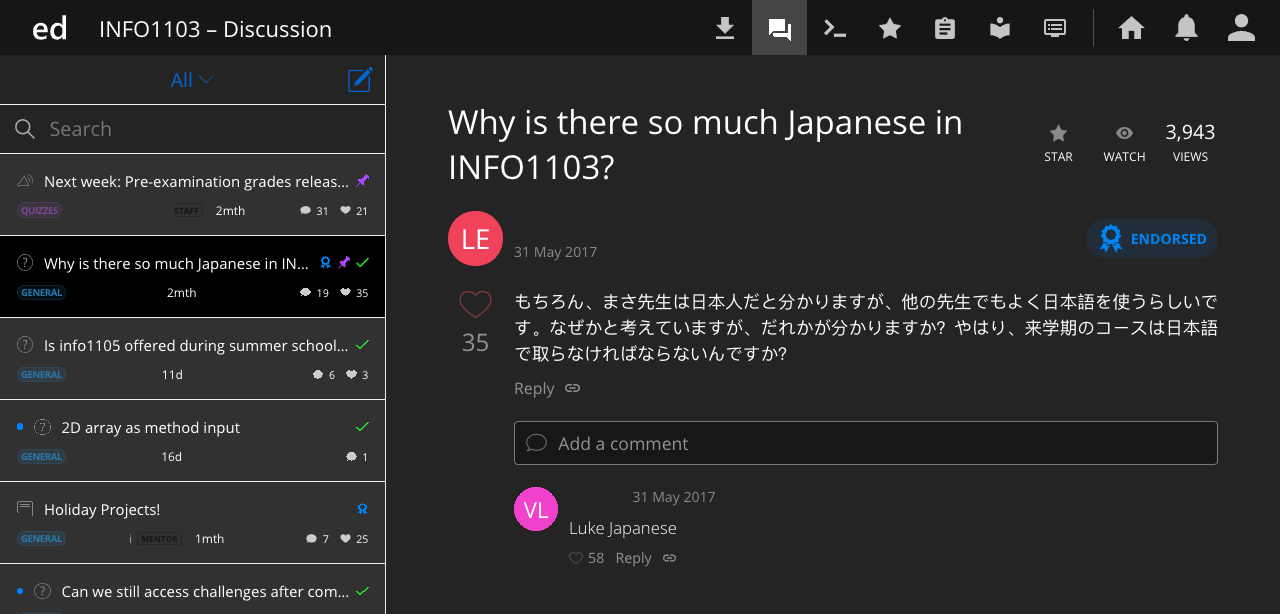 ed INFO1103 – Discussion
All
Search
Next week: Pre-examination grades releas...
QUIZZES STAFF 2mth 31 21
Why is there so much Japanese in IN...
GENERAL 2mth 19 35
Is info1105 offered during summer school...
GENERAL 11d 6 3
2D array as method input
GENERAL 16d 1
Holiday Projects!
GENERAL MENTOR 1mth 7 25
Can we still access challenges after com...
Why is there so much Japanese in
INFO1103?
3,943
STAR WATCH VIEWS
LE
31 May 2017
ENDORSED
もちろん、まさ先生は日本人だと分かりますが、他の先生でもよく日本語を使うらしいで
す。なぜかと考えていますが、だれかが分かりますか？やはり、来学期のコースは日本語
で取らなければならないんですか？
35
Reply
Add a comment
VL
31 May 2017
Luke Japanese
58 Reply